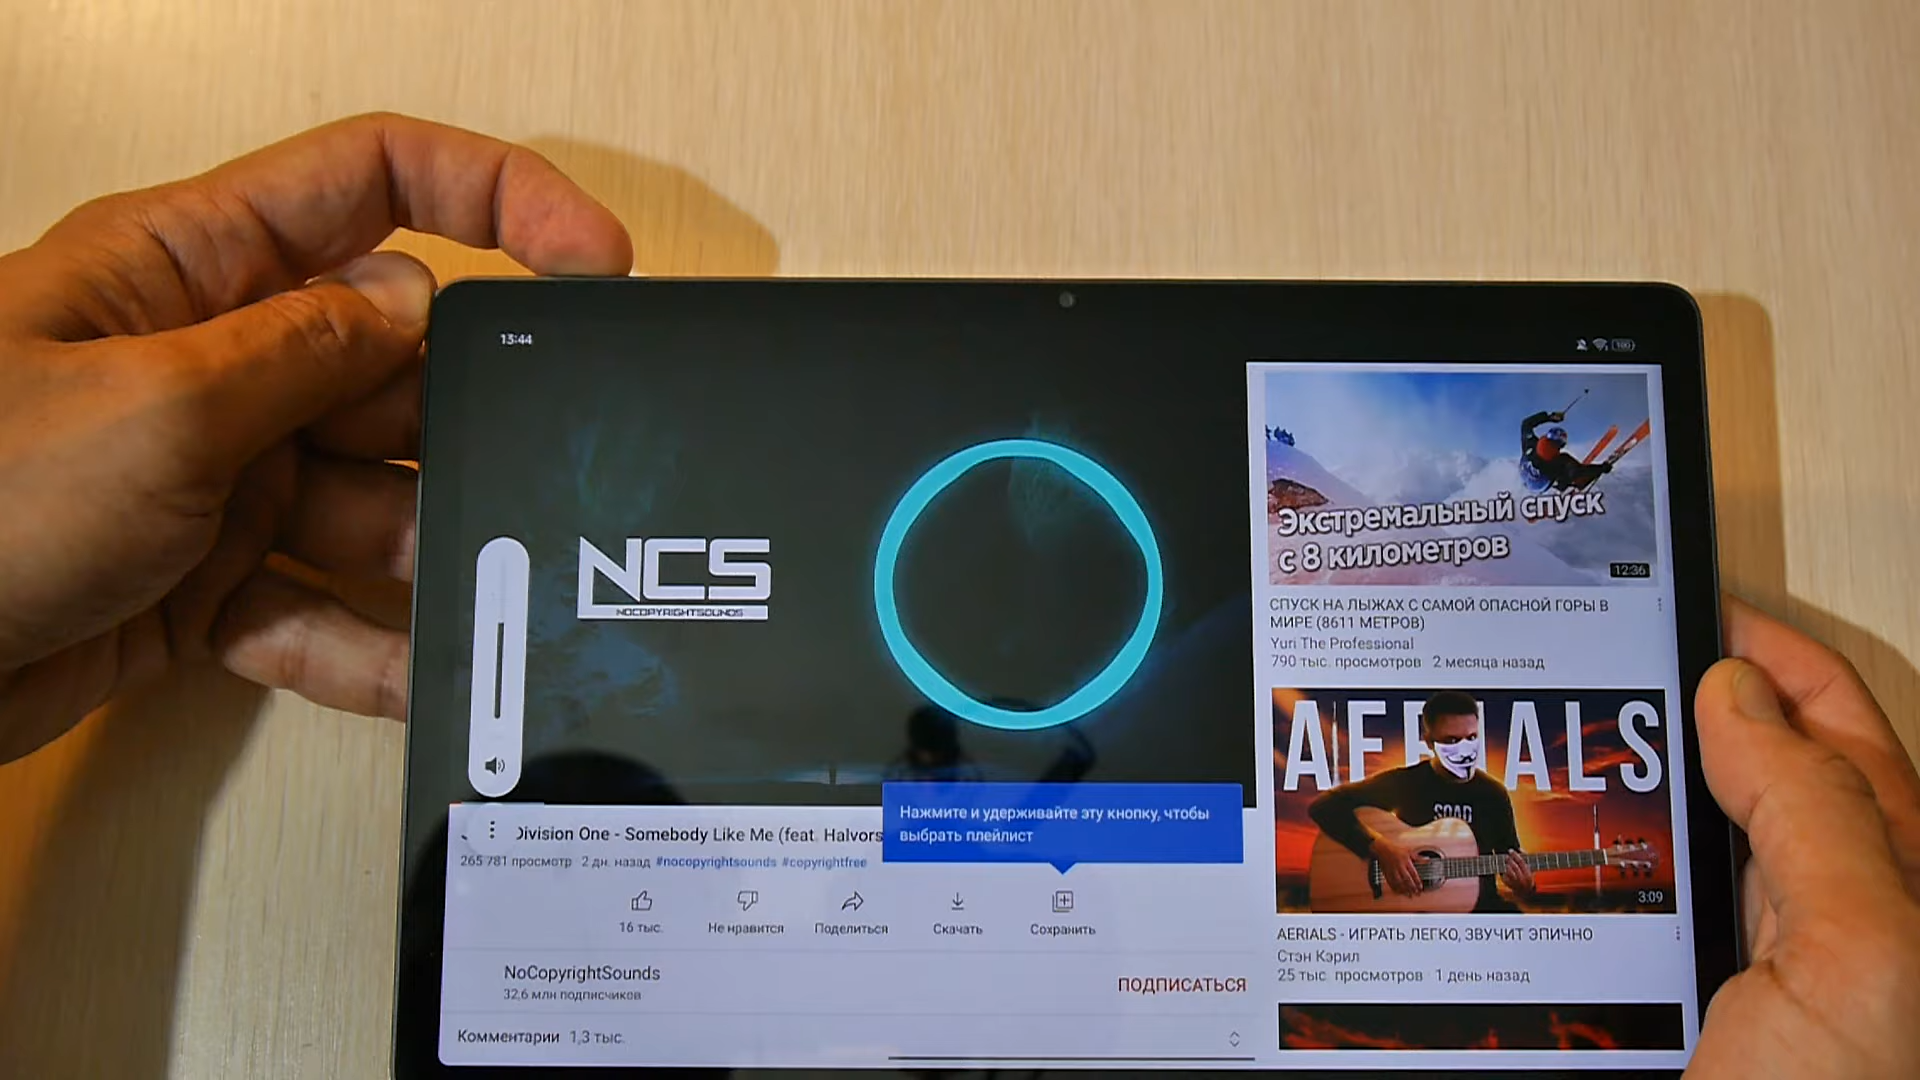 13:44
100
NCS
NOCOPYRIGHTSOUNDS
Division One - Somebody Like Me (feat. Halvors
265 781 просмотр 2 дн. назад #nocopyrightsounds #copyrightfree
Нажмите и удерживайте эту кнопку, чтобы
выбрать плейлист
16 тыс.
Не нравится
Поделиться
Скачать
Сохранить
NoCopyrightSounds
32,6 млн подписчиков
ПОДПИСАТЬСЯ
Комментарии 1,3 тыс.
Экстремальный спуск
с 8 километров
12:36
СПУСК НА ЛЫЖАХ С САМОЙ ОПАСНОЙ ГОРЫ В
МИРЕ (8611 МЕТРОВ)
Yuri The Professional
790 тыс. просмотров 2 месяца назад
AERIALS
SOAD
3:09
AERIALS - ИГРАТЬ ЛЕГКО, ЗВУЧИТ ЭПИЧНО
Стэн Кэрил
25 тыс. просмотров 1 день назад